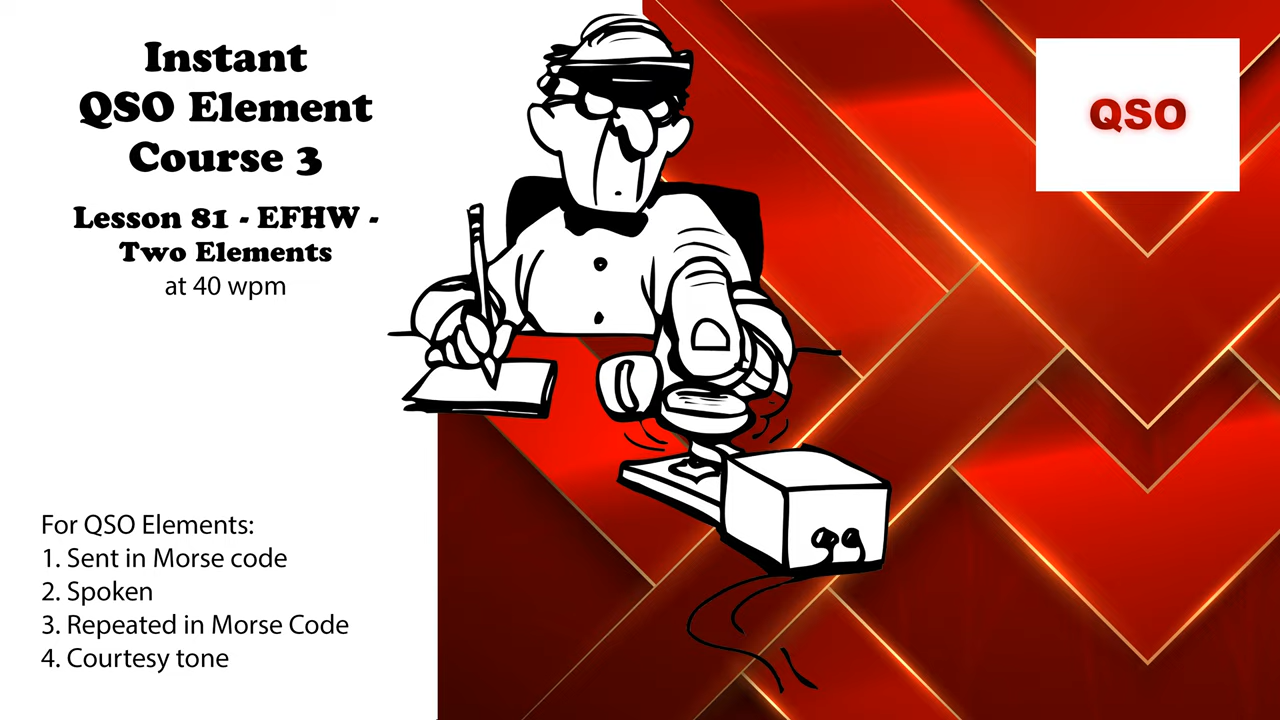 Instant
QSO Element
Course 3
Lesson 81 - EFHW -
Two Elements
at 40 wpm
QSO
For QSO Elements:
1. Sent in Morse code
2. Spoken
3. Repeated in Morse Code
4. Courtesy tone